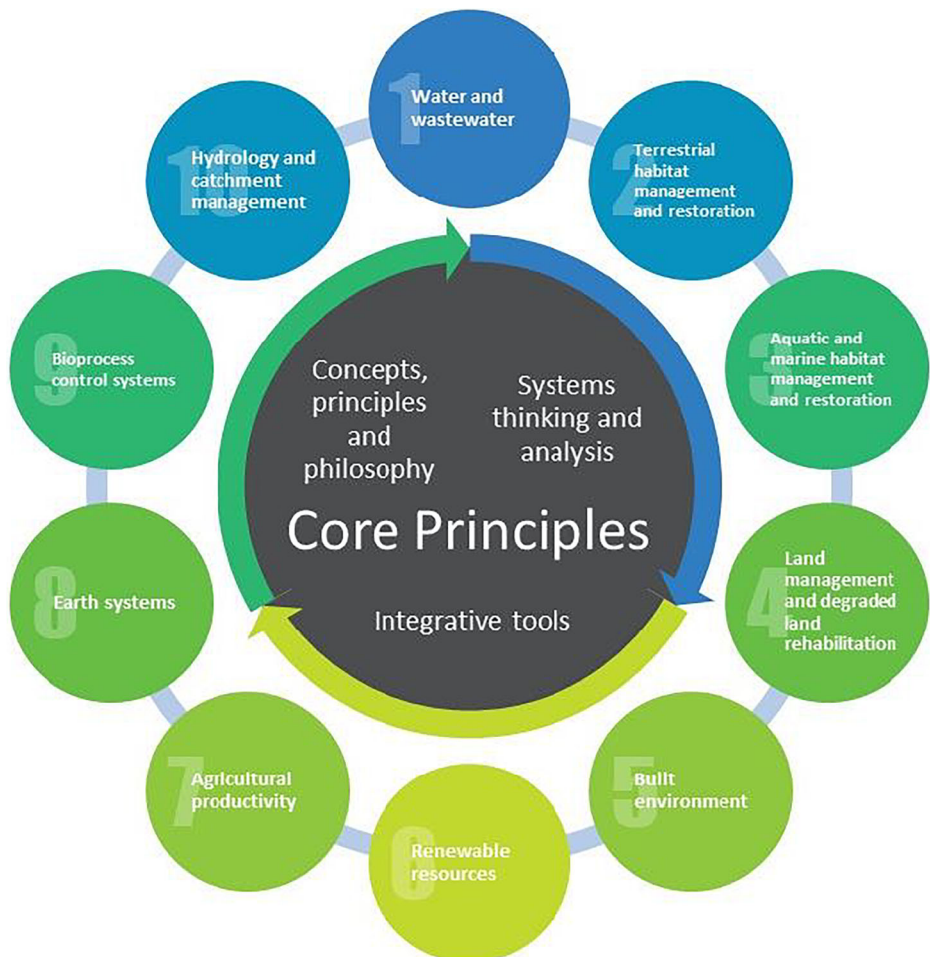 1
Water and
wastewater
2
Terrestrial
habitat
management
and restoration
3
Aquatic and
marine habitat
management
and restoration
4
Land
management
and degraded
land
rehabilitation
5
Built
environment
6
Renewable
resources
7
Agricultural
productivity
8
Earth systems
9
Bioprocess
control systems
10
Hydrology and
catchment
management
Concepts,
principles
and
philosophy
Systems
thinking and
analysis
Core Principles
Integrative tools